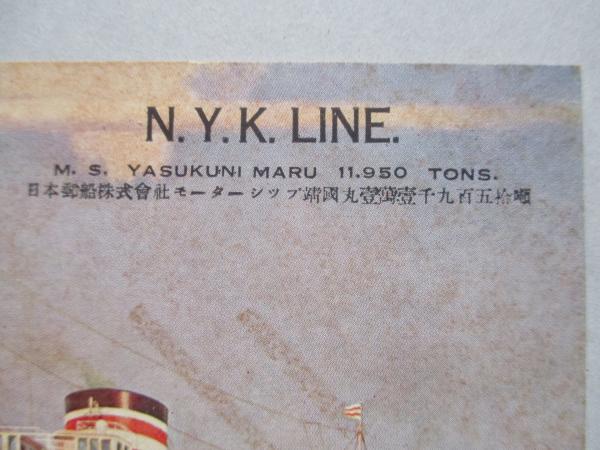 N. Y. K. LINE.
M. S. YASUKUNI MARU 11.950 TONS.
日本郵船株式會社モーターシップ靖國丸壹萬壹千九百五拾噸